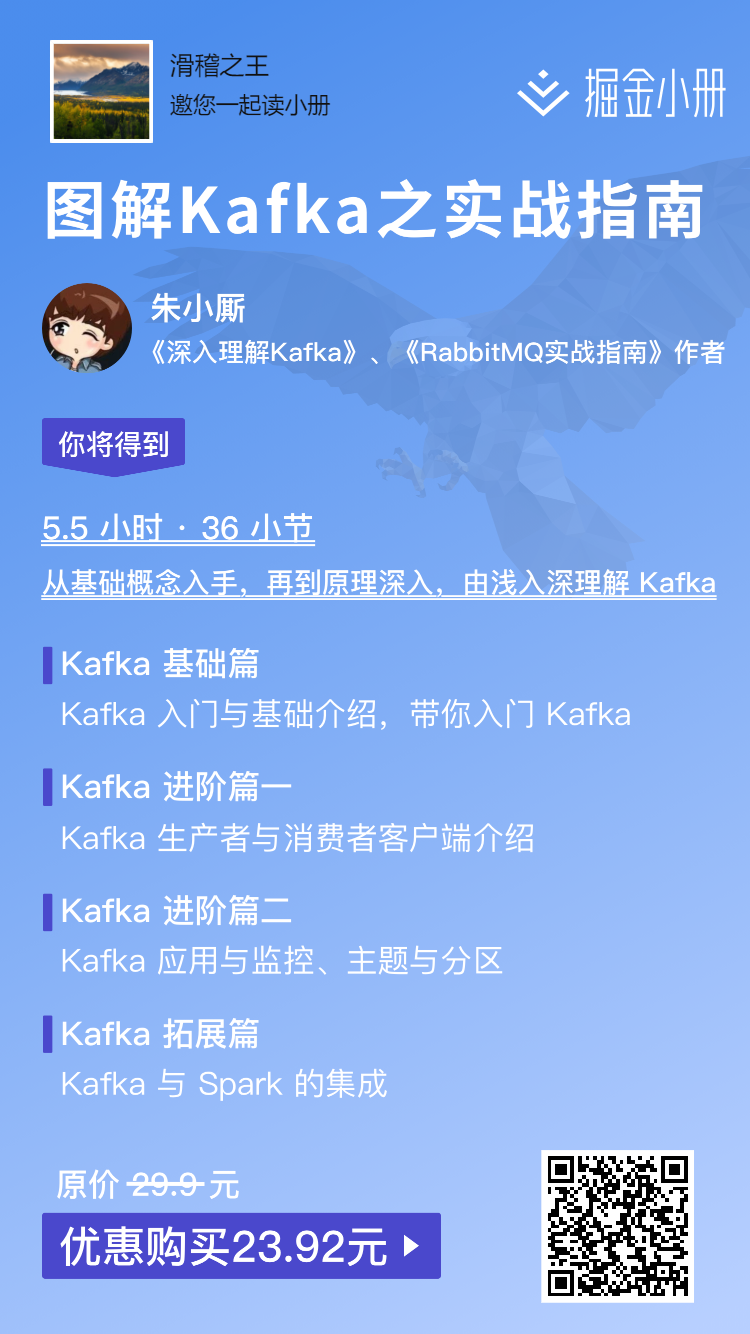 滑稽之王
邀您一起读小册
掘金小册
图解Kafka之实战指南
朱小厮
《深入理解Kafka》、《RabbitMQ实战指南》作者
你将得到
5.5 小时 · 36 小节
从基础概念入手，再到原理深入，由浅入深理解 Kafka
Kafka 基础篇
Kafka 入门与基础介绍，带你入门 Kafka
Kafka 进阶篇一
Kafka 生产者与消费者客户端介绍
Kafka 进阶篇二
Kafka 应用与监控、主题与分区
Kafka 拓展篇
Kafka 与 Spark 的集成
原价 29.9 元
优惠购买23.92元